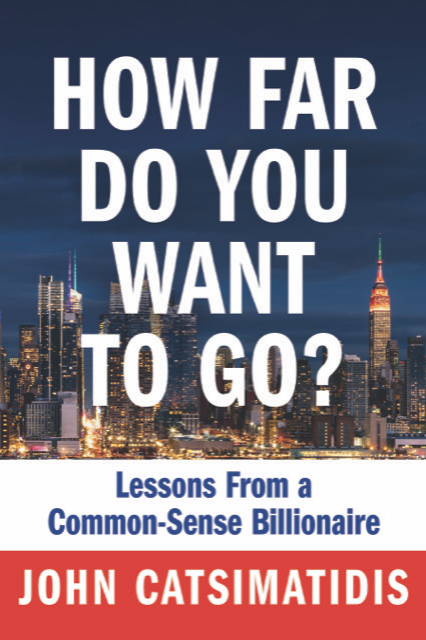 HOW FAR
DO YOU
WANT
TO GO?
Lessons From a
Common-Sense Billionaire
JOHN CATSIMATIDIS